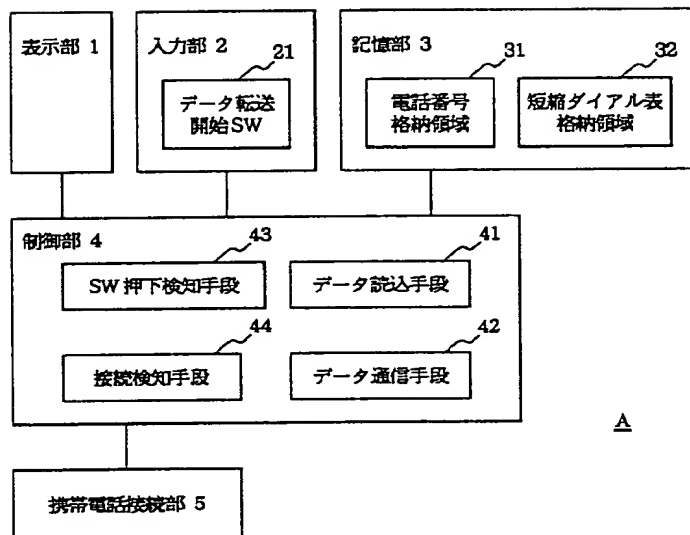 表示部 1
入力部 2
21
データ転送
開始SW
記憶部 3
31
電話番号
格納領域
32
短縮ダイアル表
格納領域
制御部 4
43
SW 押下検知手段
41
データ読込手段
44
接続検知手段
42
データ通信手段
A
携帯電話接続部 5